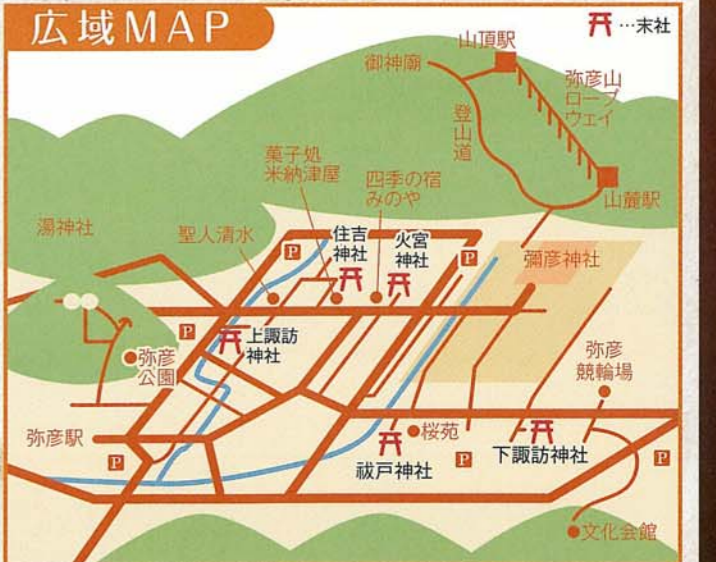 広域MAP
⛩…末社
山頂駅
御神廟
弥彦山
ロープ
ウエイ
登山道
山麓駅
菓子処
米納津屋
四季の宿
みのや
湯神社
聖人清水
住吉
神社
火宮
神社
P
P
彌彦神社
P
上諏訪
神社
弥彦
公園
弥彦
競輪場
弥彦駅
桜苑
P
祓戸神社
P
下諏訪神社
P
文化会館